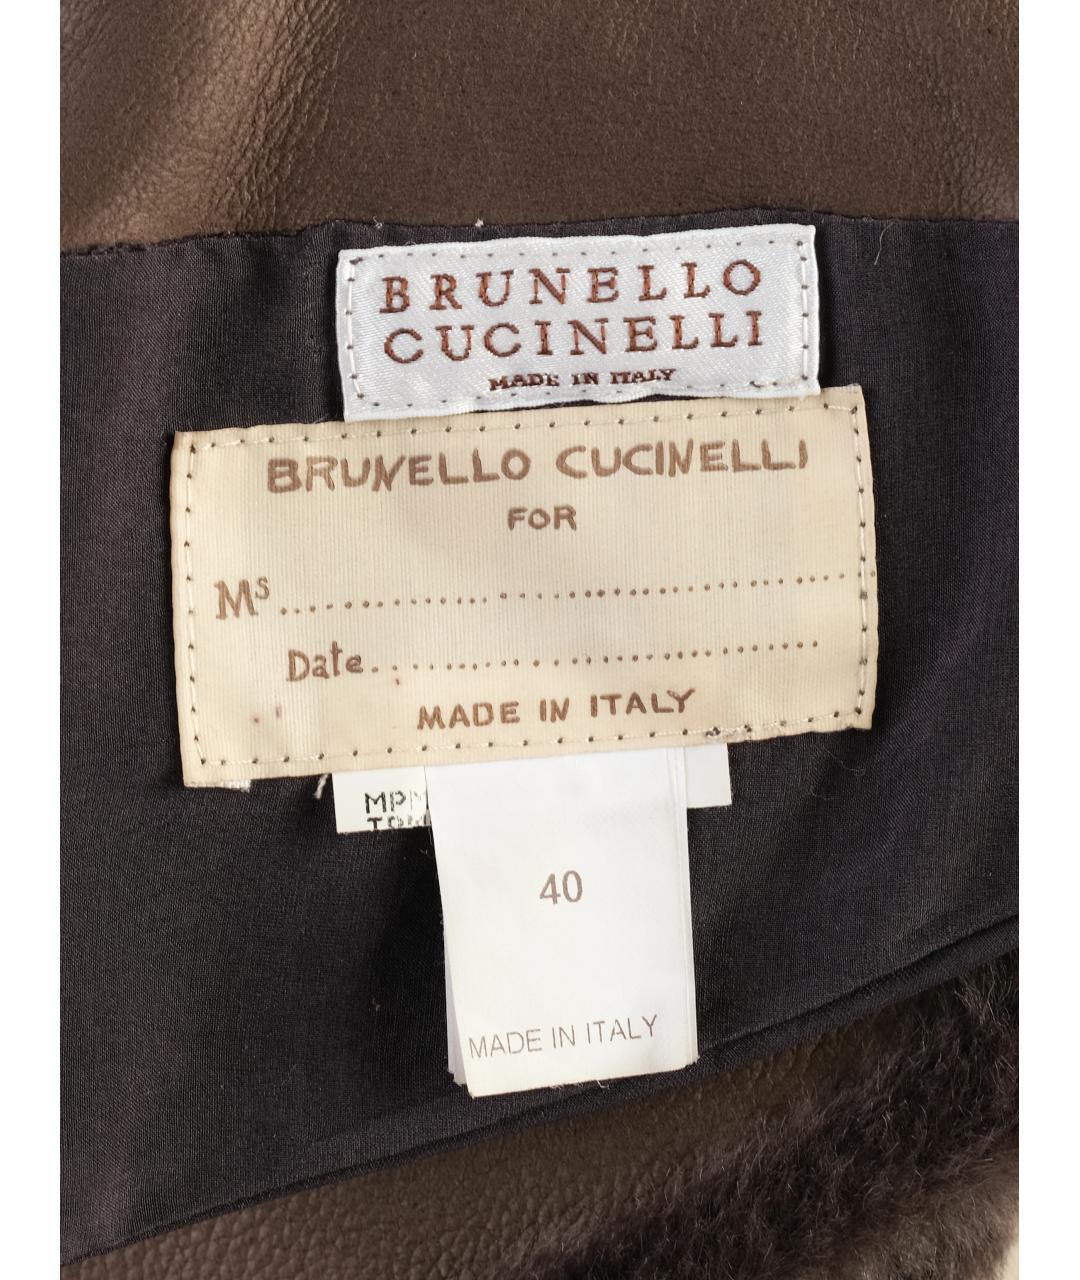 BRUNELLO
CUCINELLI
MADE IN ITALY
BRUNELLO CUCINELLI
FOR
Ms.......................................
Date..............................
MADE IN ITALY
40
MADE IN ITALY